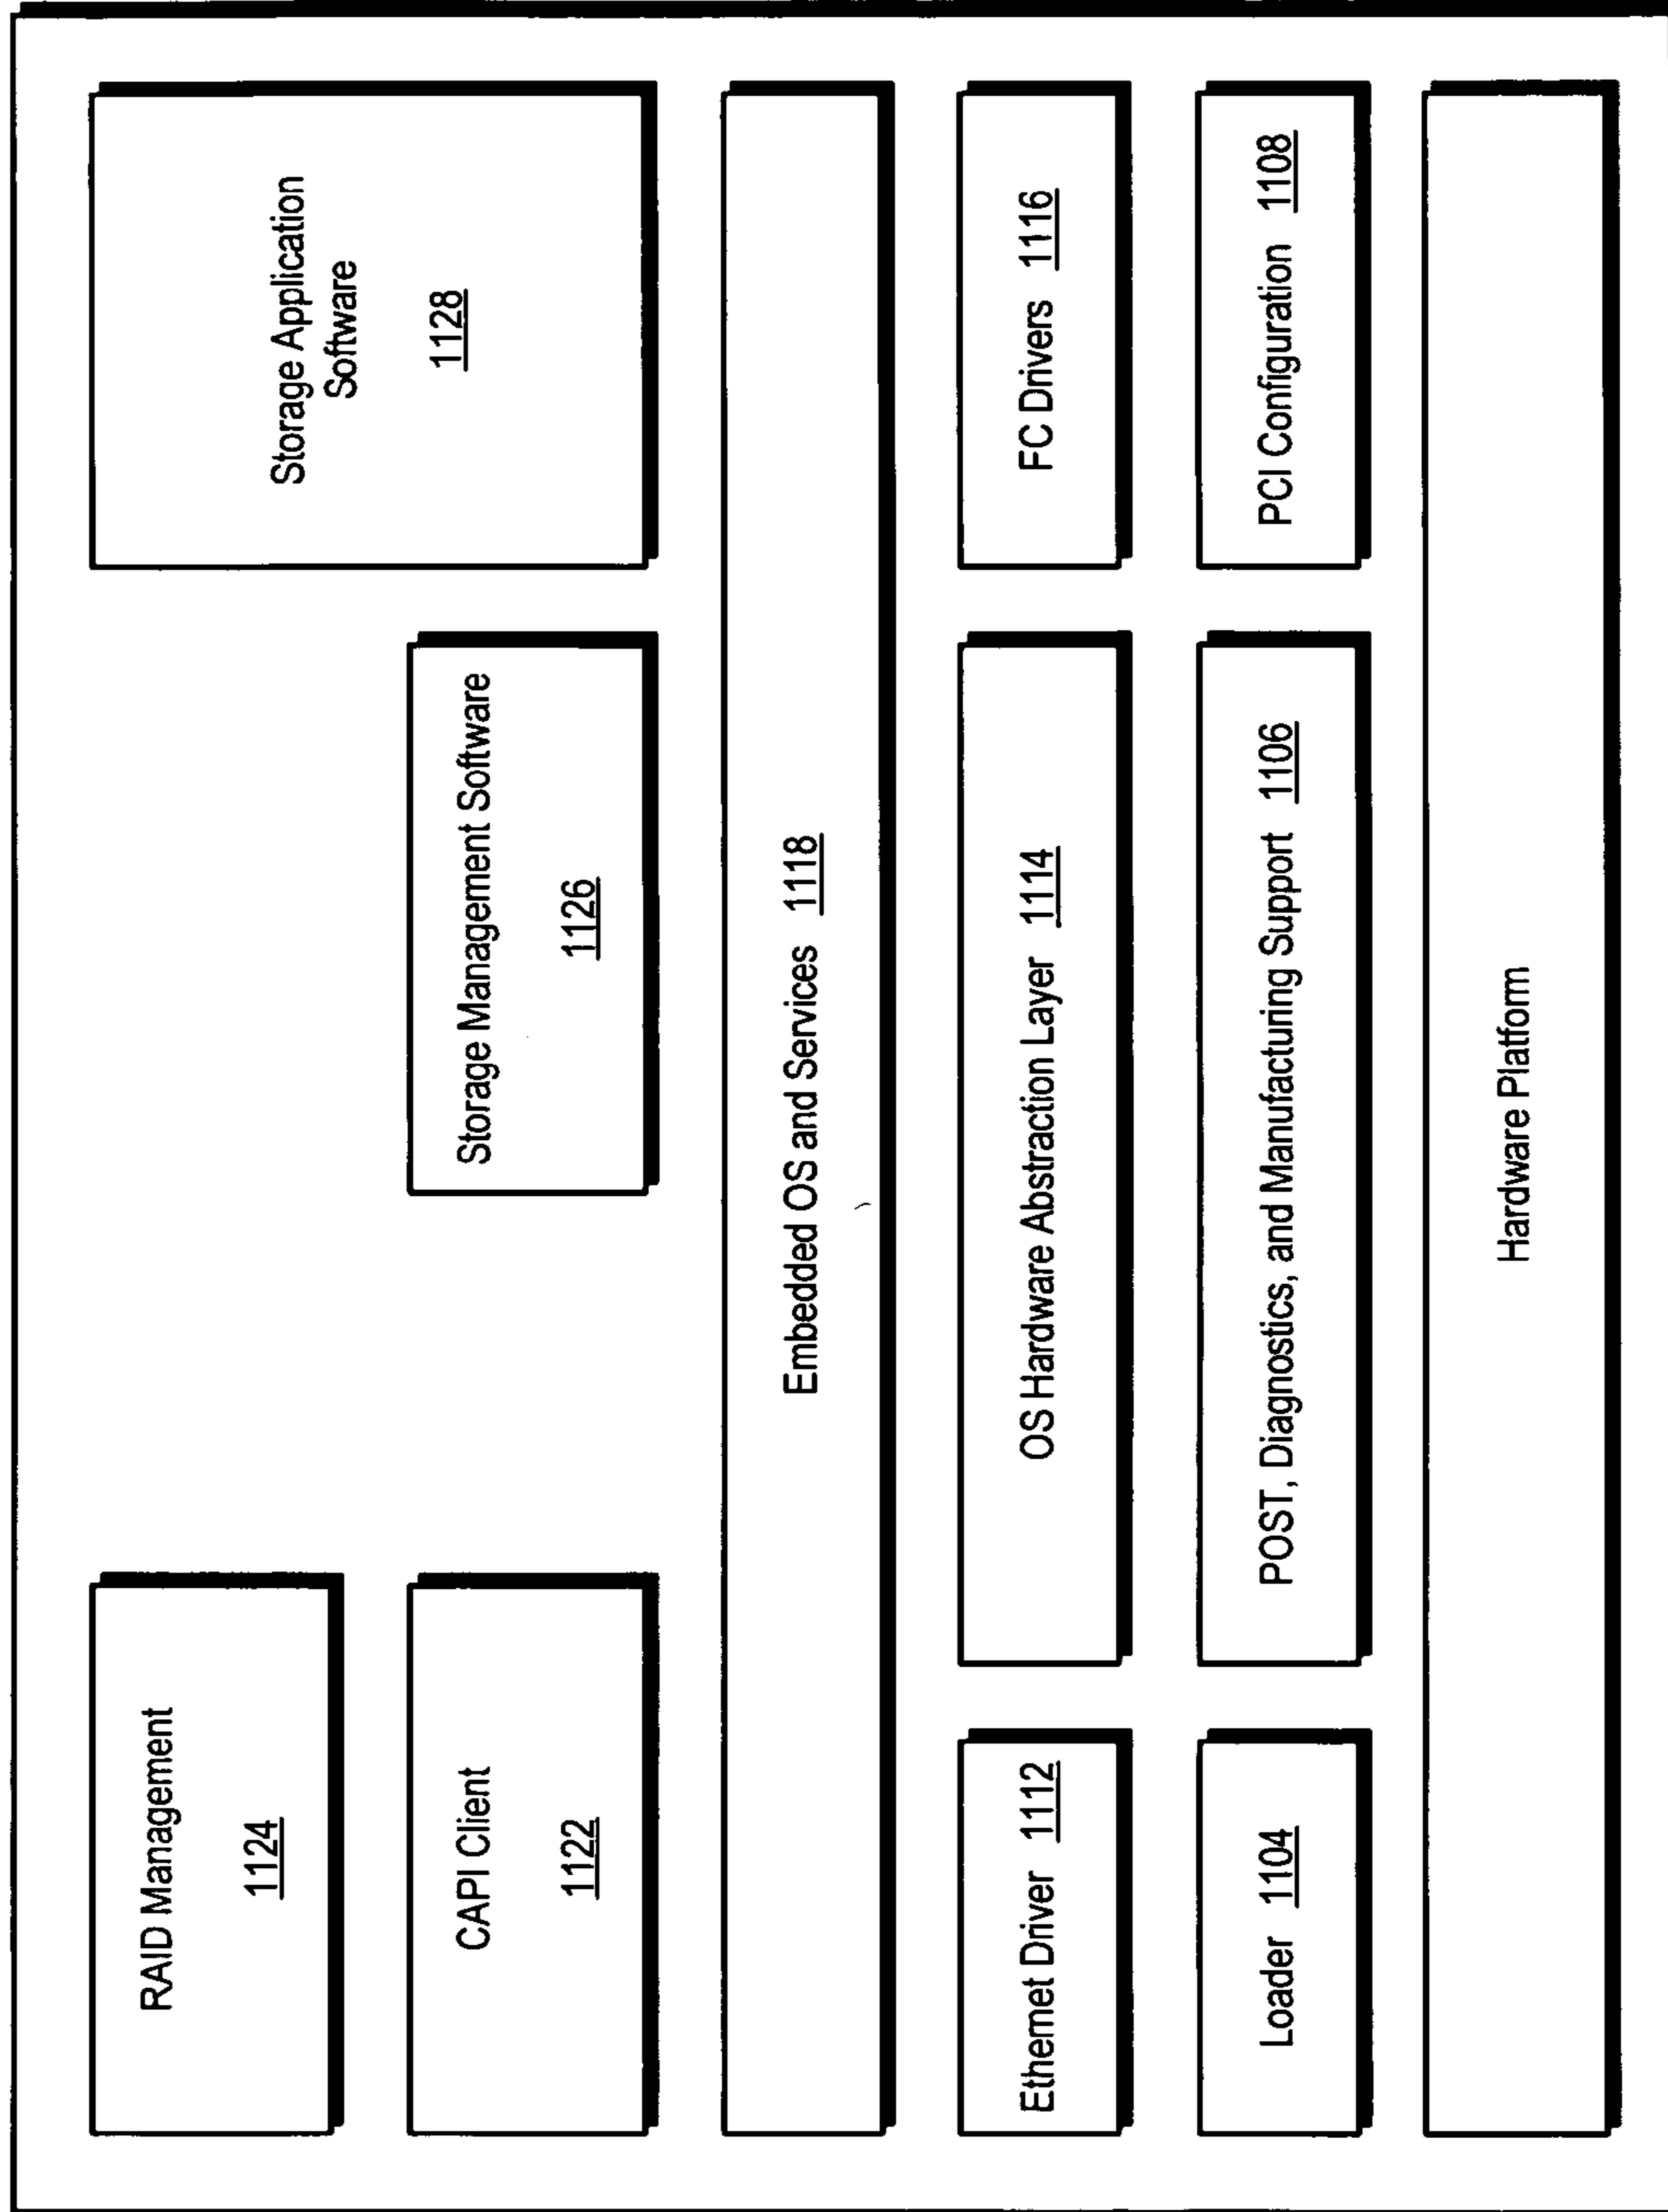 RAID Management
1124
CAPI Client
1122
Storage Management Software
1126
Storage Application
Software
1128
Embedded OS and Services 1118
Ethernet Driver 1112
OS Hardware Abstraction Layer 1114
FC Drivers 1116
Loader 1104
POST, Diagnostics, and Manufacturing Support 1106
PCI Configuration 1108
Hardware Platform